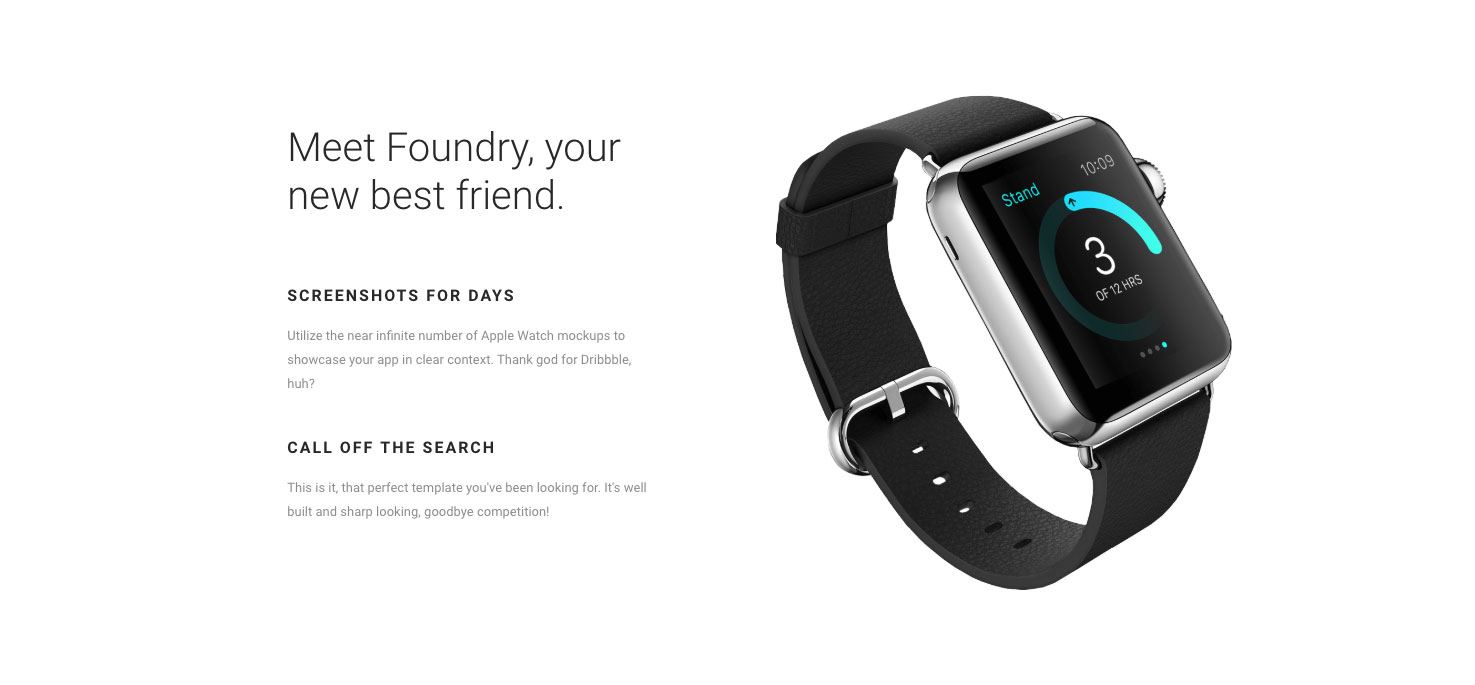 Meet Foundry, your
new best friend.
SCREENSHOTS FOR DAYS
Utilize the near infinite number of Apple Watch mockups to
showcase your app in clear context. Thank god for Dribbble,
huh?
CALL OFF THE SEARCH
This is it, that perfect template you've been looking for. It's well
built and sharp looking, goodbye competition!
10:09
Stand
3
OF 12 HRS